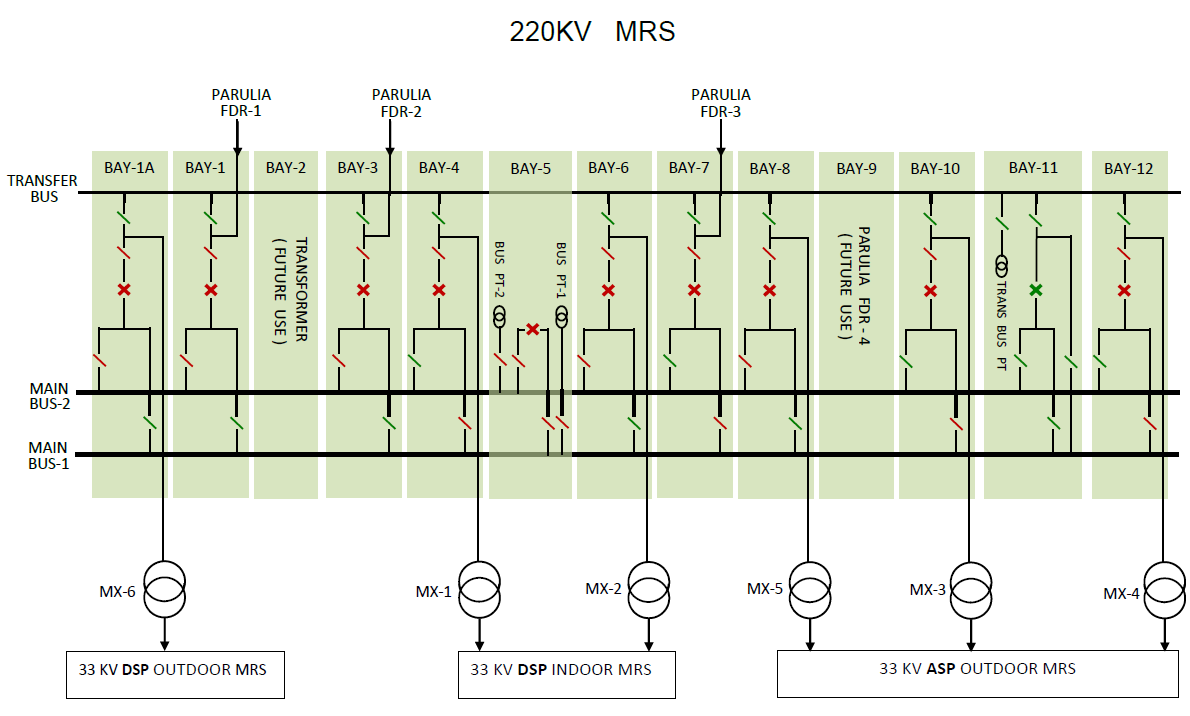 220KV MRS
PARULIA
FDR-1
PARULIA
FDR-2
PARULIA
FDR-3
BAY-1A
BAY-1
BAY-2
BAY-3
BAY-4
BAY-5
BAY-6
BAY-7
BAY-8
BAY-9
BAY-10
BAY-11
BAY-12
TRANSFER
BUS
TRANSFORMER
( FUTURE USE )
BUS PT-2
BUS PT-1
PARULIA FDR - 4
( FUTURE USE )
TRANS BUS PT
MAIN
BUS-2
MAIN
BUS-1
MX-6
MX-1
MX-2
MX-5
MX-3
MX-4
33 KV DSP OUTDOOR MRS
33 KV DSP INDOOR MRS
33 KV ASP OUTDOOR MRS